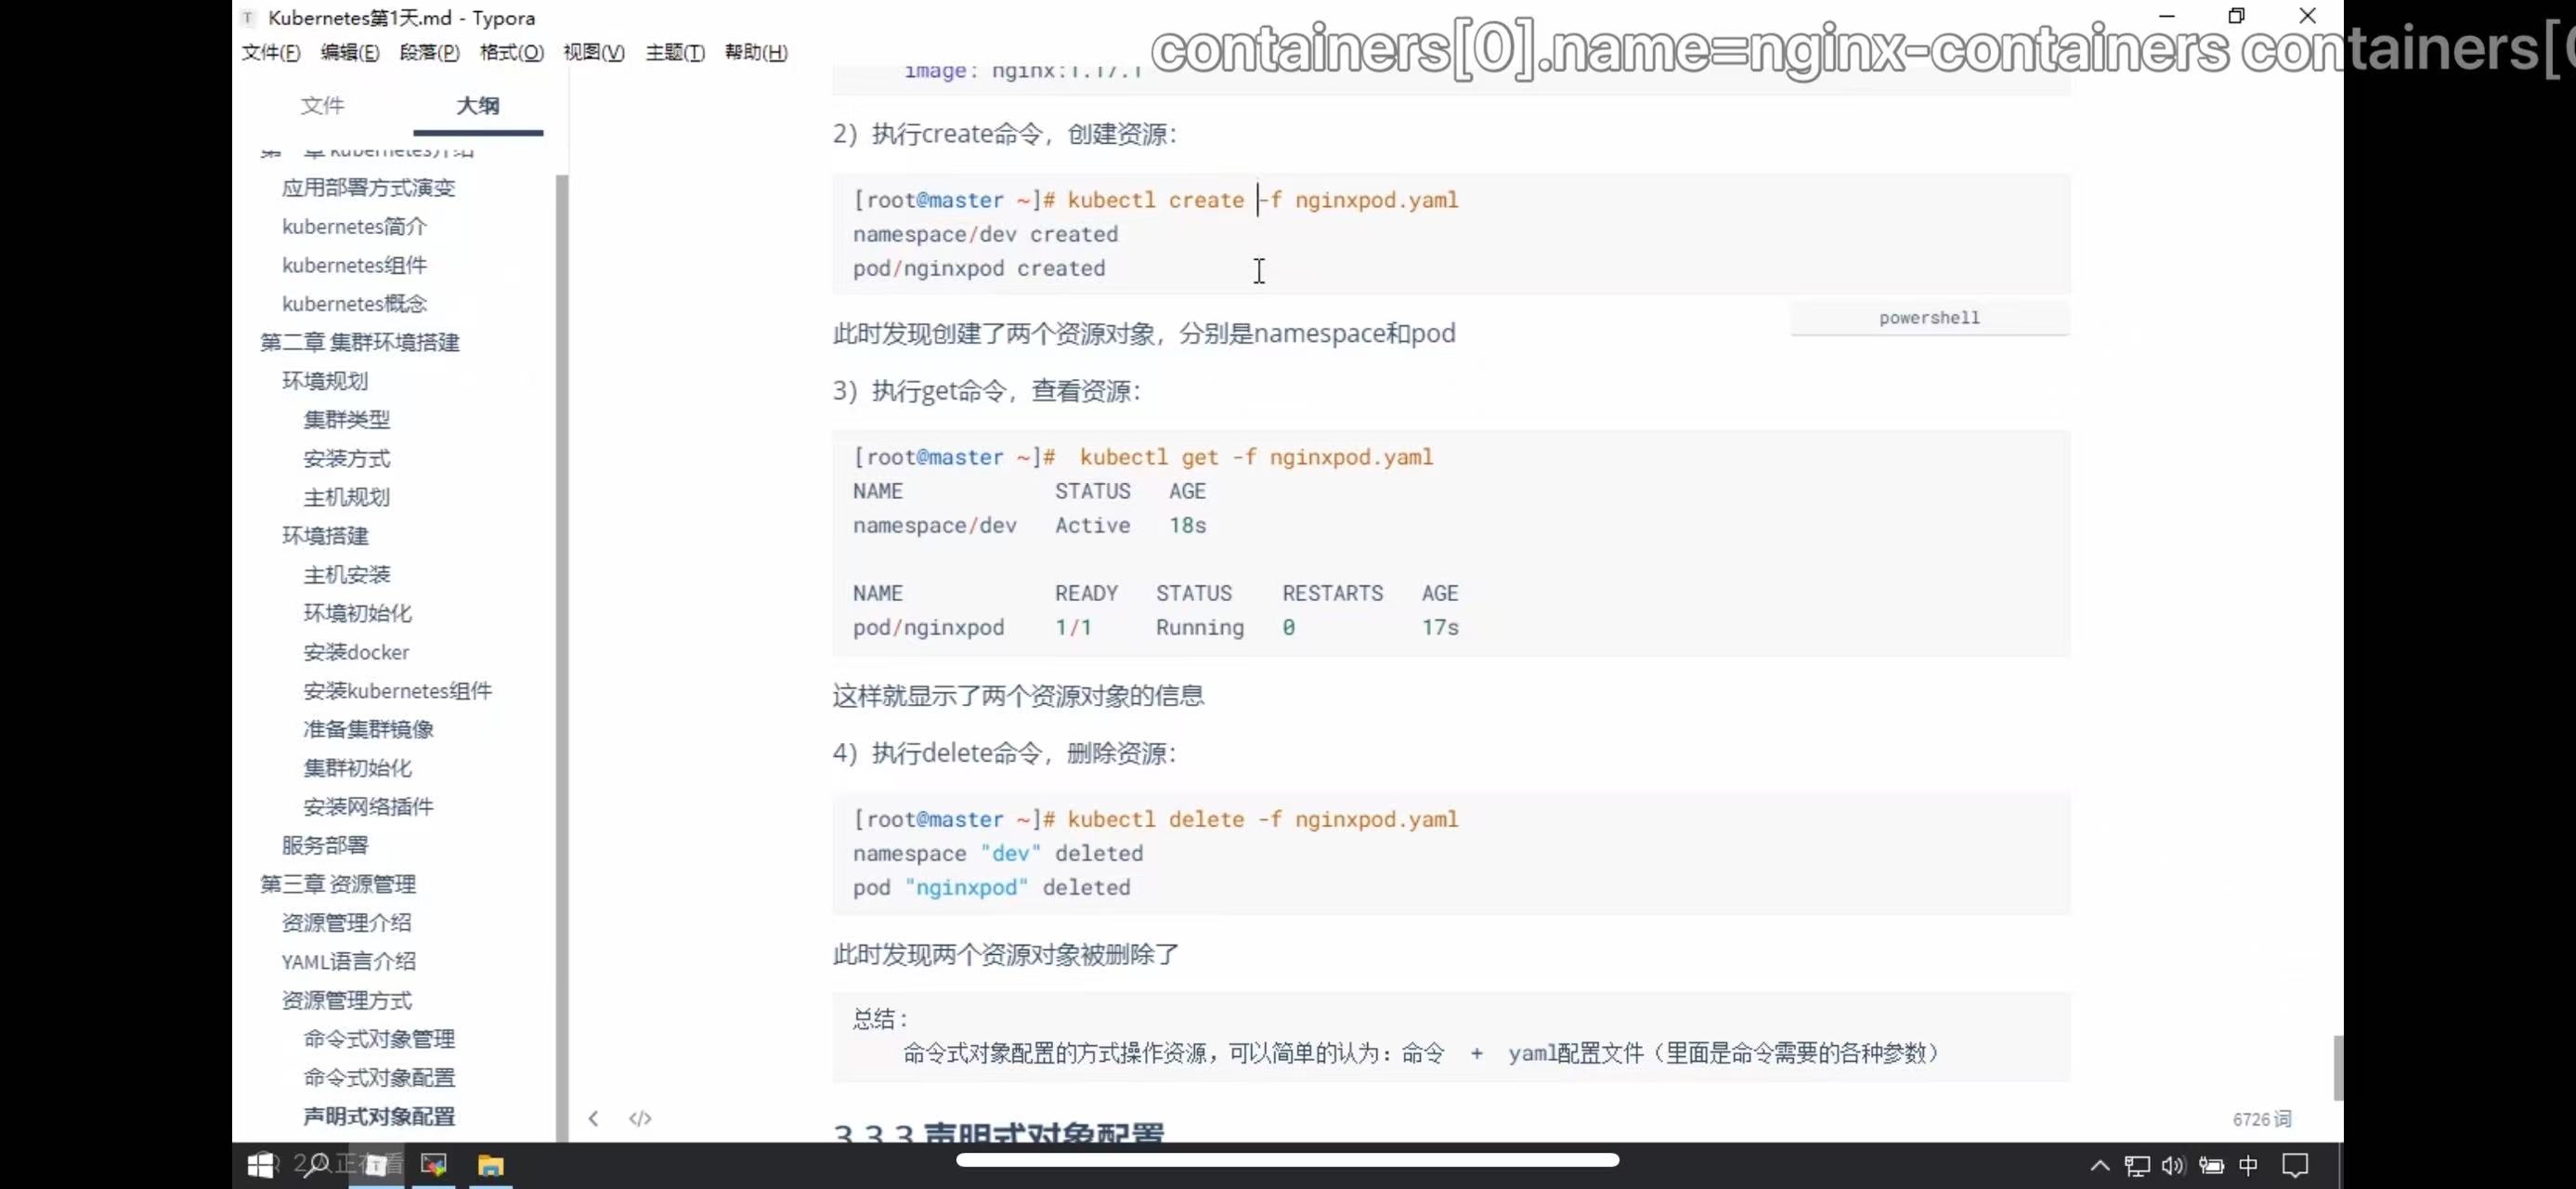 Kubernetes第1天.md - Typora
文件(F) 编辑(E) 段落(P) 格式(O) 视图(V) 主题(T) 帮助(H)
containers[0].name=nginx-containers containers[
文件
大纲
第一章 kubernetes介绍
应用部署方式演变
kubernetes简介
kubernetes组件
kubernetes概念
第二章 集群环境搭建
环境规划
集群类型
安装方式
主机规划
环境搭建
主机安装
环境初始化
安装docker
安装kubernetes组件
准备集群镜像
集群初始化
安装网络插件
服务部署
第三章 资源管理
资源管理介绍
YAML语言介绍
资源管理方式
命令式对象管理
命令式对象配置
声明式对象配置
image: nginx:1.17.1
2）执行create命令，创建资源：
[root@master ~]# kubectl create -f nginxpod.yaml
namespace/dev created
pod/nginxpod created
powershell
此时发现创建了两个资源对象，分别是namespace和pod
3）执行get命令，查看资源：
[root@master ~]#  kubectl get -f nginxpod.yaml
NAME STATUS AGE
namespace/dev Active 18s
NAME READY STATUS RESTARTS AGE
pod/nginxpod 1/1 Running 0 17s
这样就显示了两个资源对象的信息
4）执行delete命令，删除资源：
[root@master ~]# kubectl delete -f nginxpod.yaml
namespace "dev" deleted
pod "nginxpod" deleted
此时发现两个资源对象被删除了
总结：
命令式对象配置的方式操作资源，可以简单的认为：命令 + yaml配置文件（里面是命令需要的各种参数）
3.3.3 声明式对象配置
6726 词
2人正在看
中